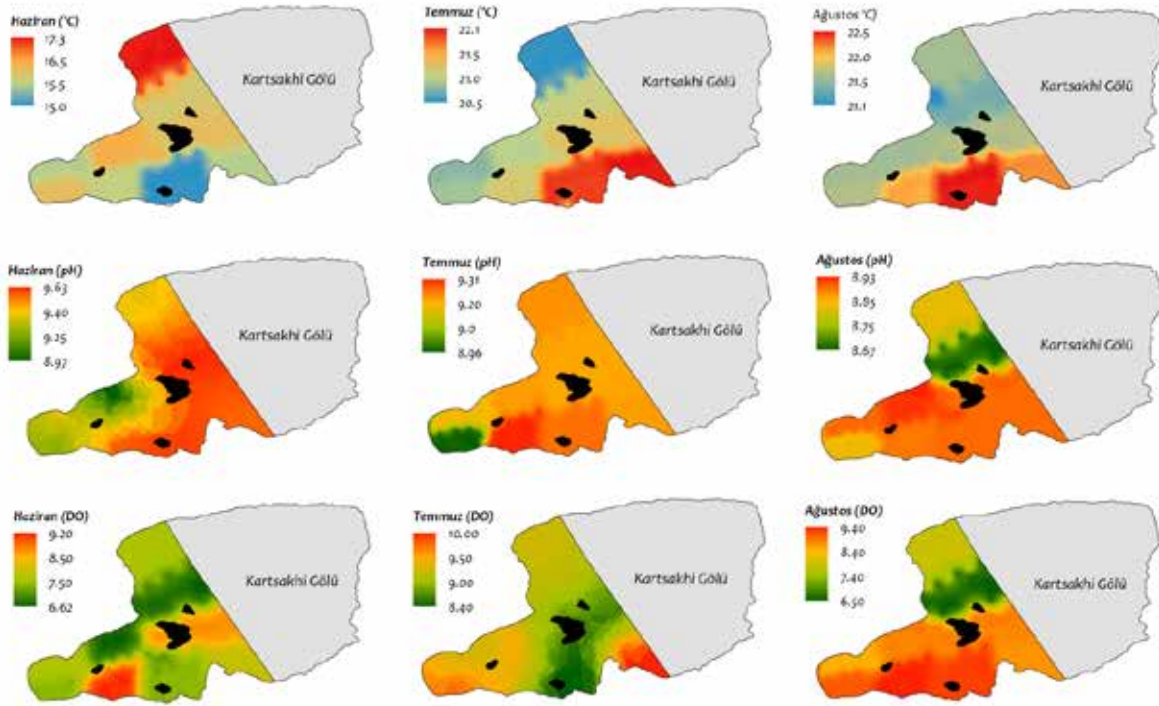 Haziran (°C)
17.3
16.5
15.5
15.0
Kartsakhi Gölü
Temmuz (°C)
22.1
21.5
21.0
20.5
Kartsakhi Gölü
Ağustos °C)
22.5
22.0
21.5
21.1
Kartsakhi Gölü
Haziran (pH)
9.63
9.40
9.25
8.97
Kartsakhi Gölü
Temmuz (pH)
9.31
9.20
9.0
8.96
Kartsakhi Gölü
Ağustos (pH)
8.93
8.85
8.75
8.67
Kartsakhi Gölü
Haziran (DO)
9.20
8.50
7.50
6.62
Kartsakhi Gölü
Temmuz (DO)
10.00
9.50
9.00
8.40
Kartsakhi Gölü
Ağustos (DO)
9.40
8.40
7.40
6.50
Kartsakhi Gölü